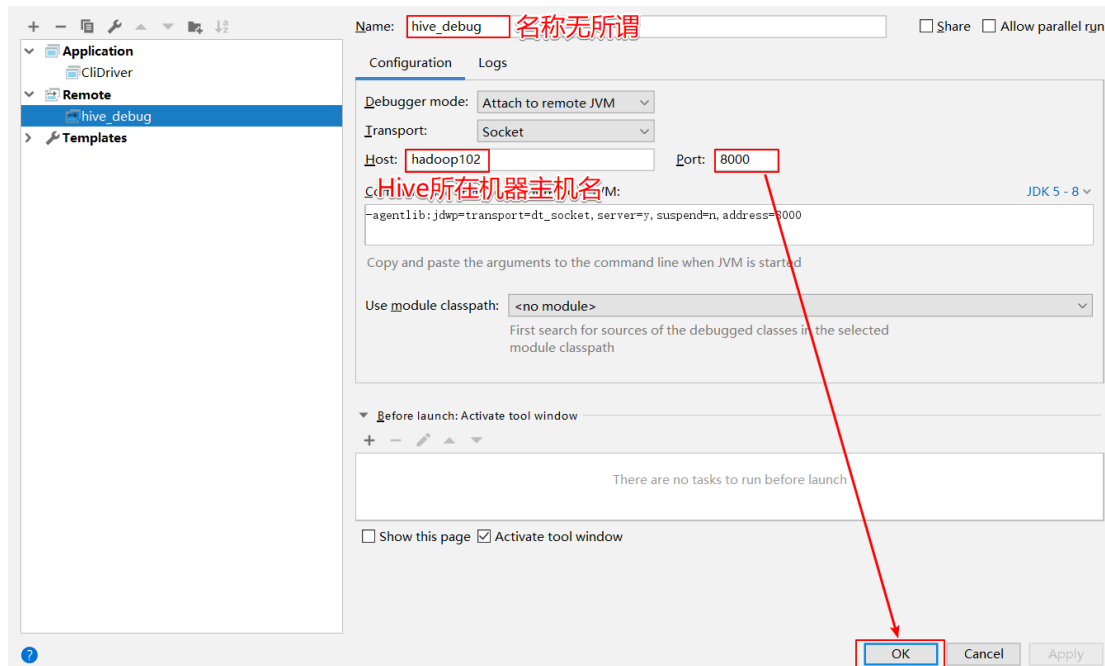 Name: hive_debug 名称无所谓 Share Allow parallel run
Application
CliDriver
Remote
hive_debug
Templates
Configuration Logs
Debugger mode: Attach to remote JVM
Transport: Socket
Host: hadoop102 Port: 8000
Hive所在机器主机名 VM: JDK 5 - 8
-agentlib:jdwp=transport=dt_socket,server=y,suspend=n,address=8000
Copy and paste the arguments to the command line when JVM is started
Use module classpath: <no module>
First search for sources of the debugged classes in the selected
module classpath
Before launch: Activate tool window
There are no tasks to run before launch
Show this page Activate tool window
? OK Cancel Apply